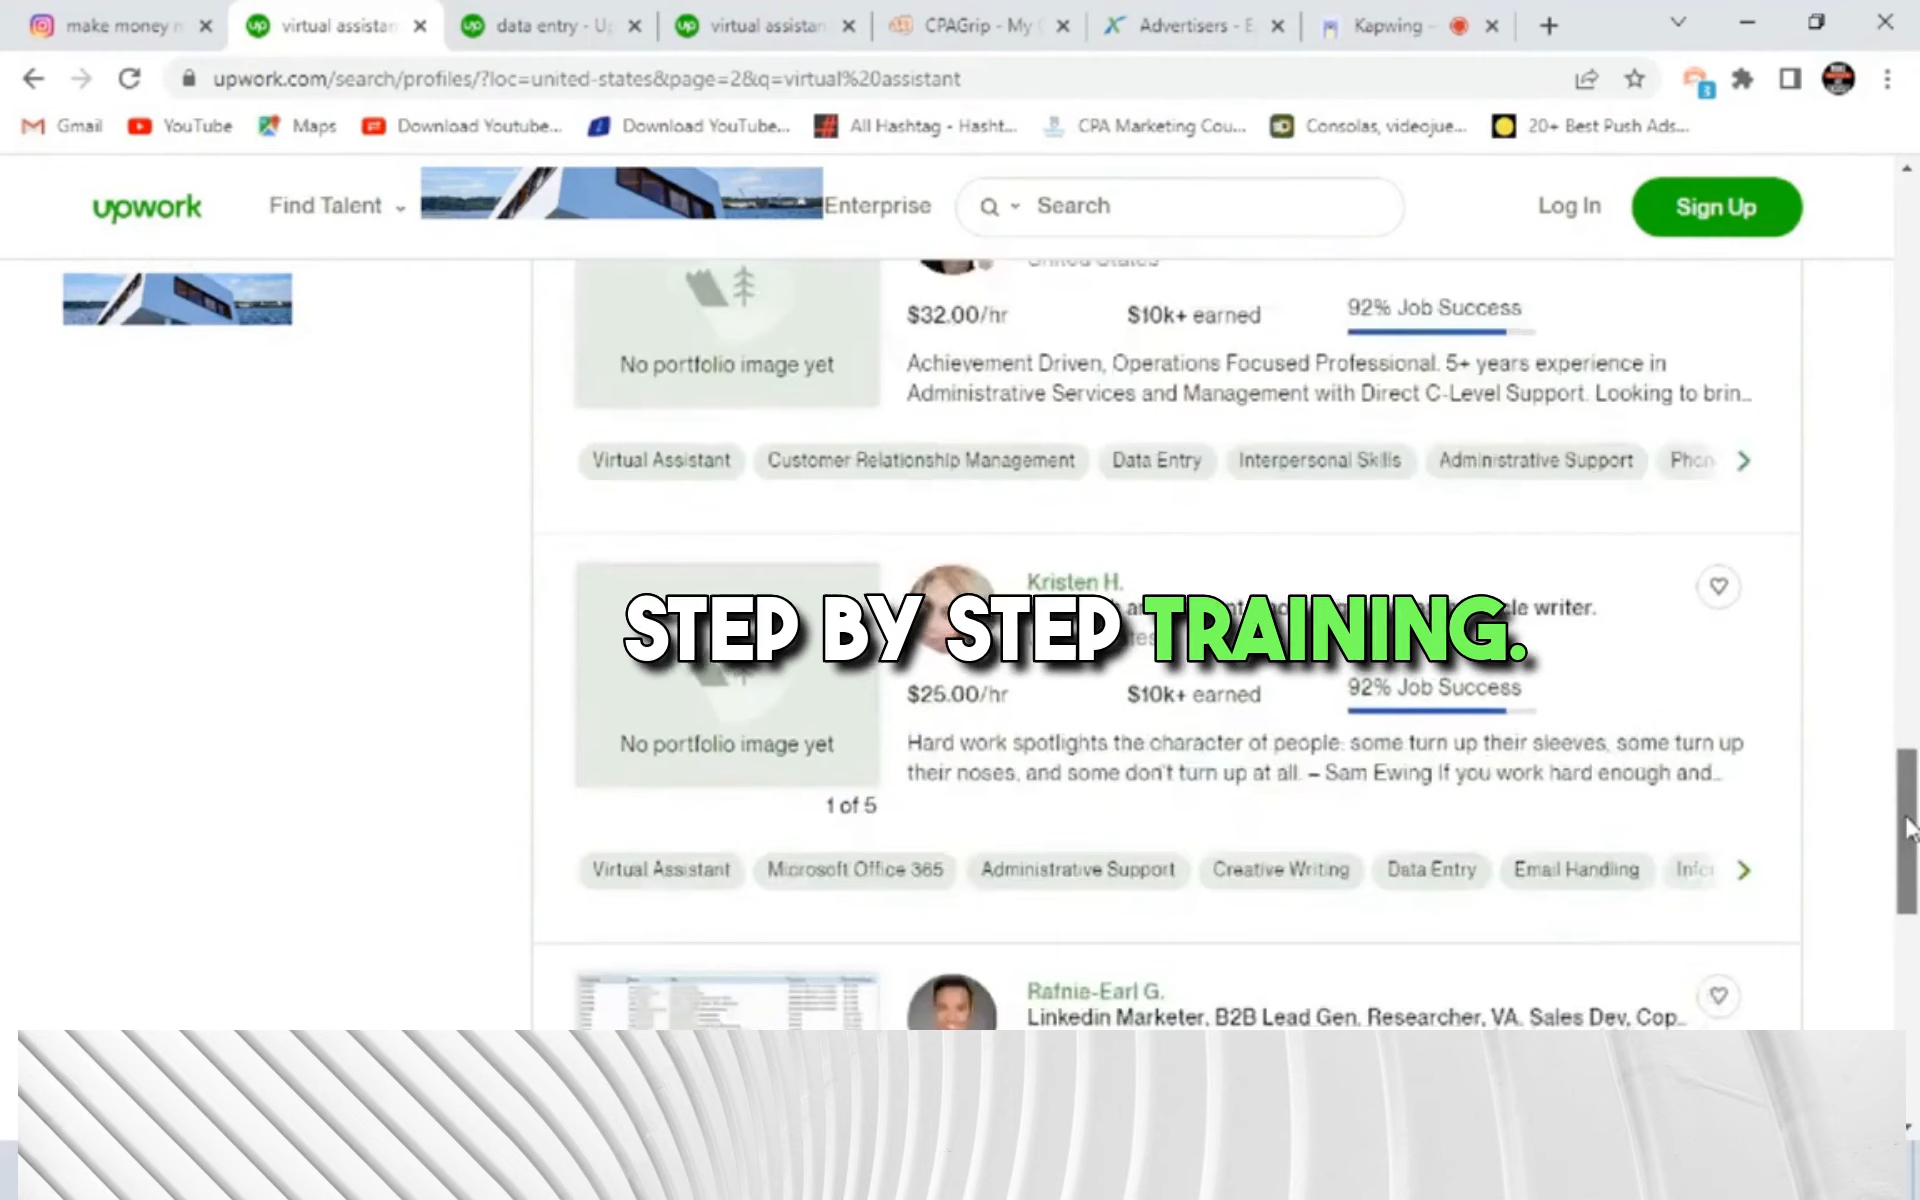 make money
virtual assistan
data entry - U
virtual assistan
CPAGrip - My
Advertisers - E
Kapwing -
upwork.com/search/profiles/?loc=united-states&page=2&q=virtual%20assistant
3
Gmail
YouTube
Maps
Download Youtube...
Download YouTube...
All Hashtag - Hasht...
CPA Marketing Cou...
Consolas, videojue...
20+ Best Push Ads...
upwork
Find Talent
Enterprise
Search
Log In
Sign Up
United States
$32.00/hr
$10k+ earned
92% Job Success
No portfolio image yet
Achievement Driven, Operations Focused Professional. 5+ years experience in
Administrative Services and Management with Direct C-Level Support. Looking to brin...
Virtual Assistant
Customer Relationship Management
Data Entry
Interpersonal Skills
Administrative Support
Phon
Kristen H.
cle writer.
STEP BY STEP TRAINING.
$25.00/hr
$10k+ earned
92% Job Success
No portfolio image yet
Hard work spotlights the character of people: some turn up their sleeves, some turn up
their noses, and some don't turn up at all. – Sam Ewing If you work hard enough and...
1 of 5
Virtual Assistant
Microsoft Office 365
Administrative Support
Creative Writing
Data Entry
Email Handling
Infor
Rafnie-Earl G.
Linkedin Marketer, B2B Lead Gen, Researcher, VA, Sales Dev, Cop...